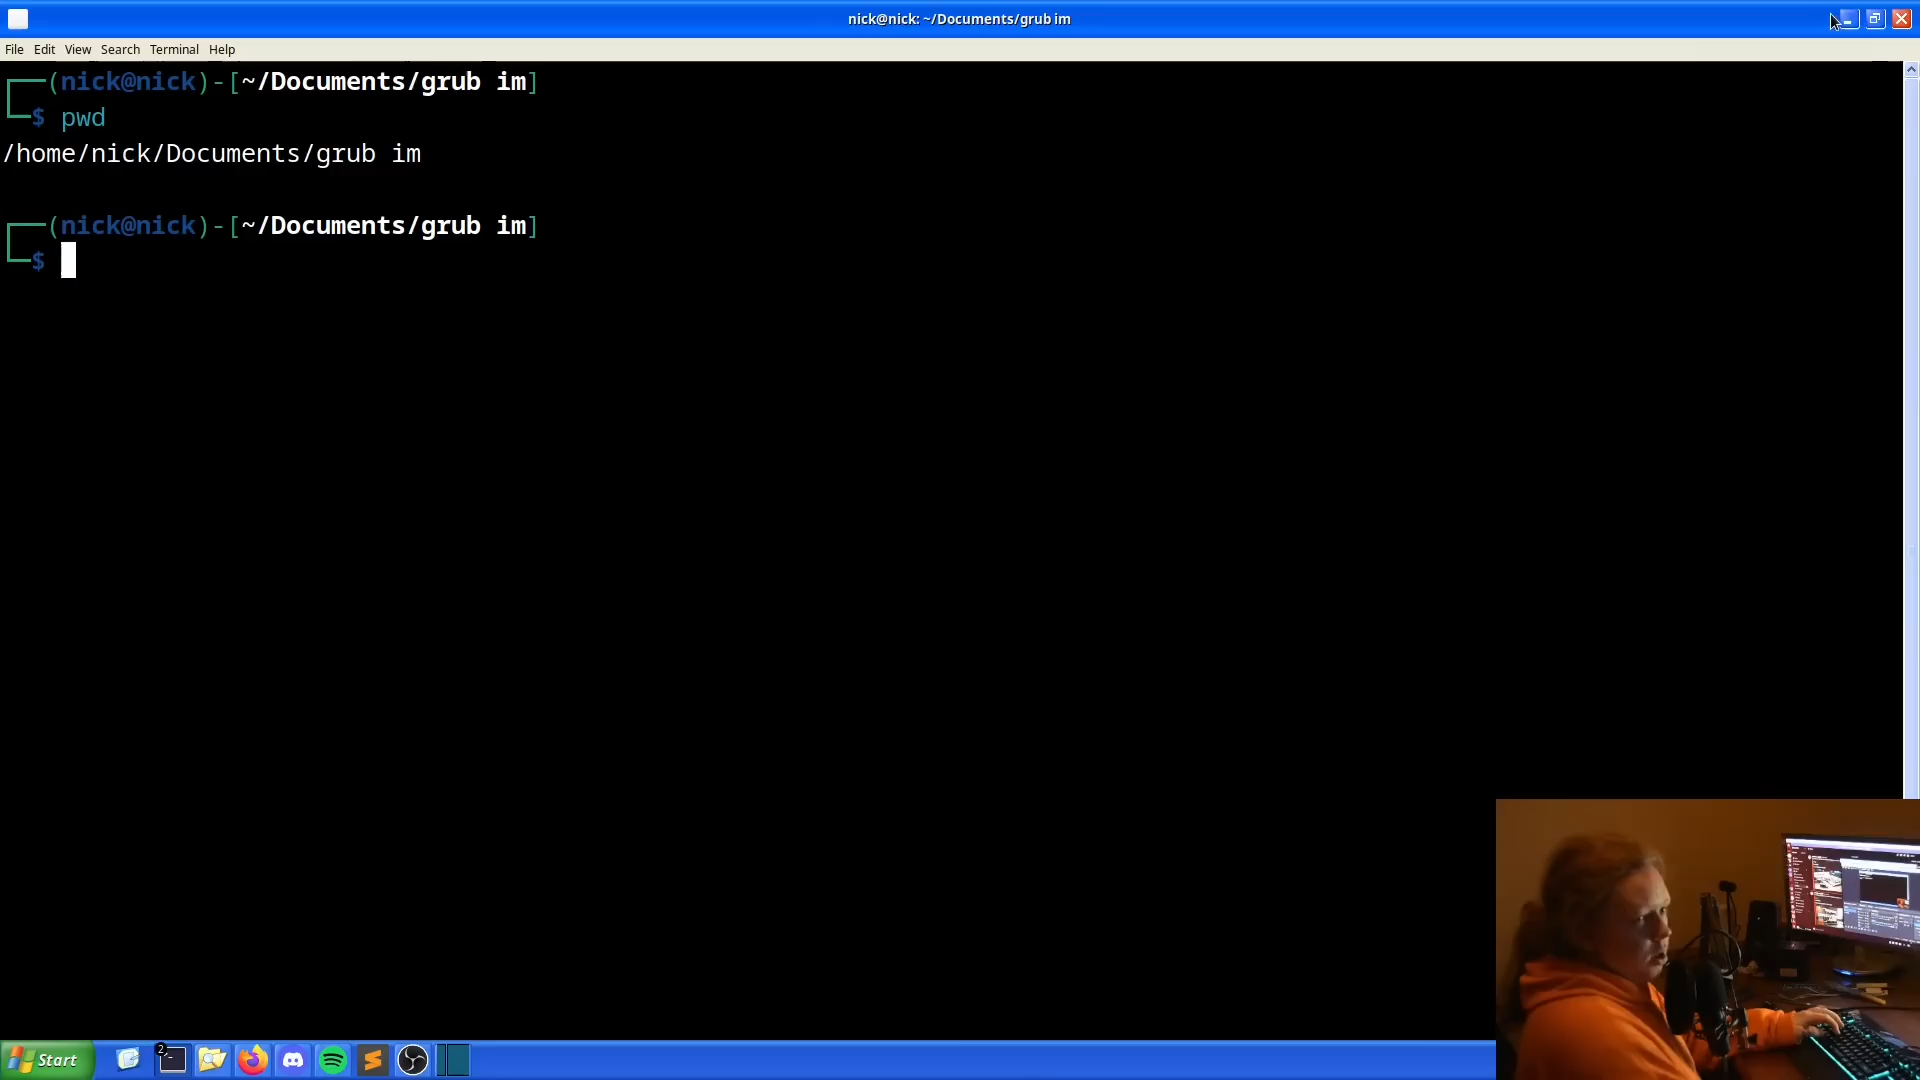 nick@nick: ~/Documents/grub im
File Edit View Search Terminal Help
(nick@nick)-[~/Documents/grub im]
$ pwd
/home/nick/Documents/grub im
(nick@nick)-[~/Documents/grub im]
$
Start
2